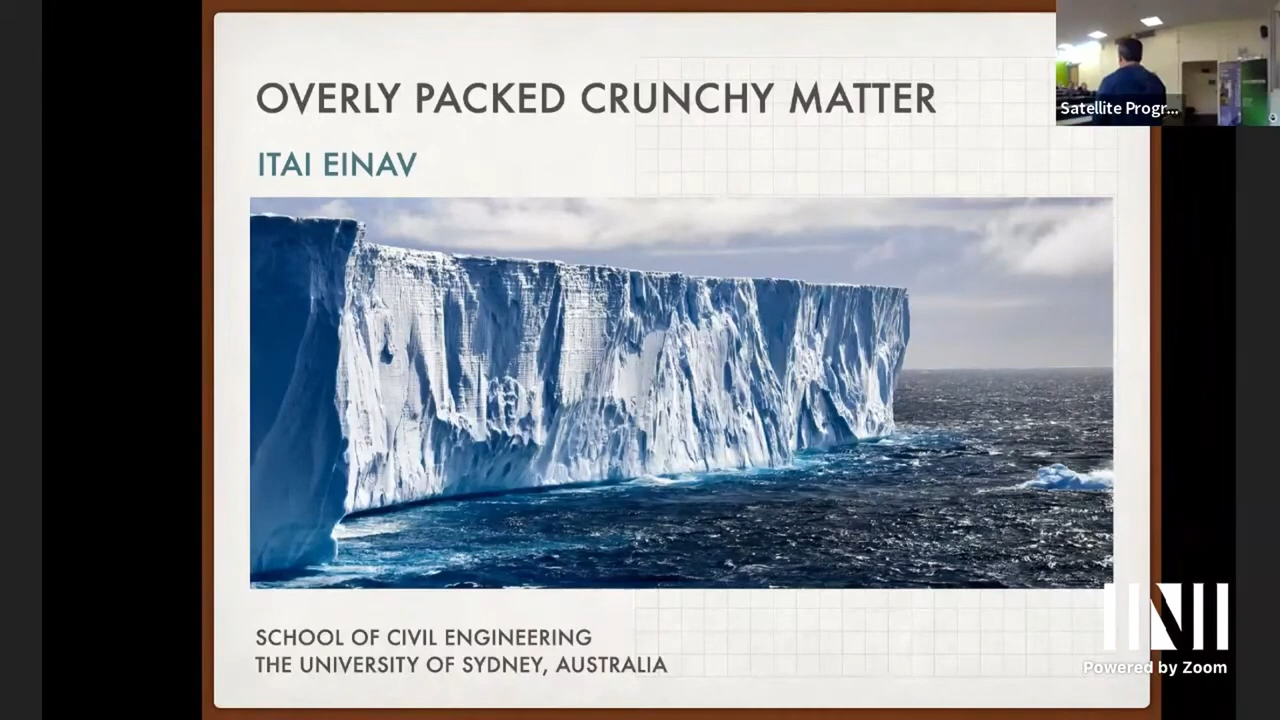 OVERLY PACKED CRUNCHY MATTER
ITAI EINAV
Satellite Progr...
SCHOOL OF CIVIL ENGINEERING
THE UNIVERSITY OF SYDNEY, AUSTRALIA
Powered by Zoom